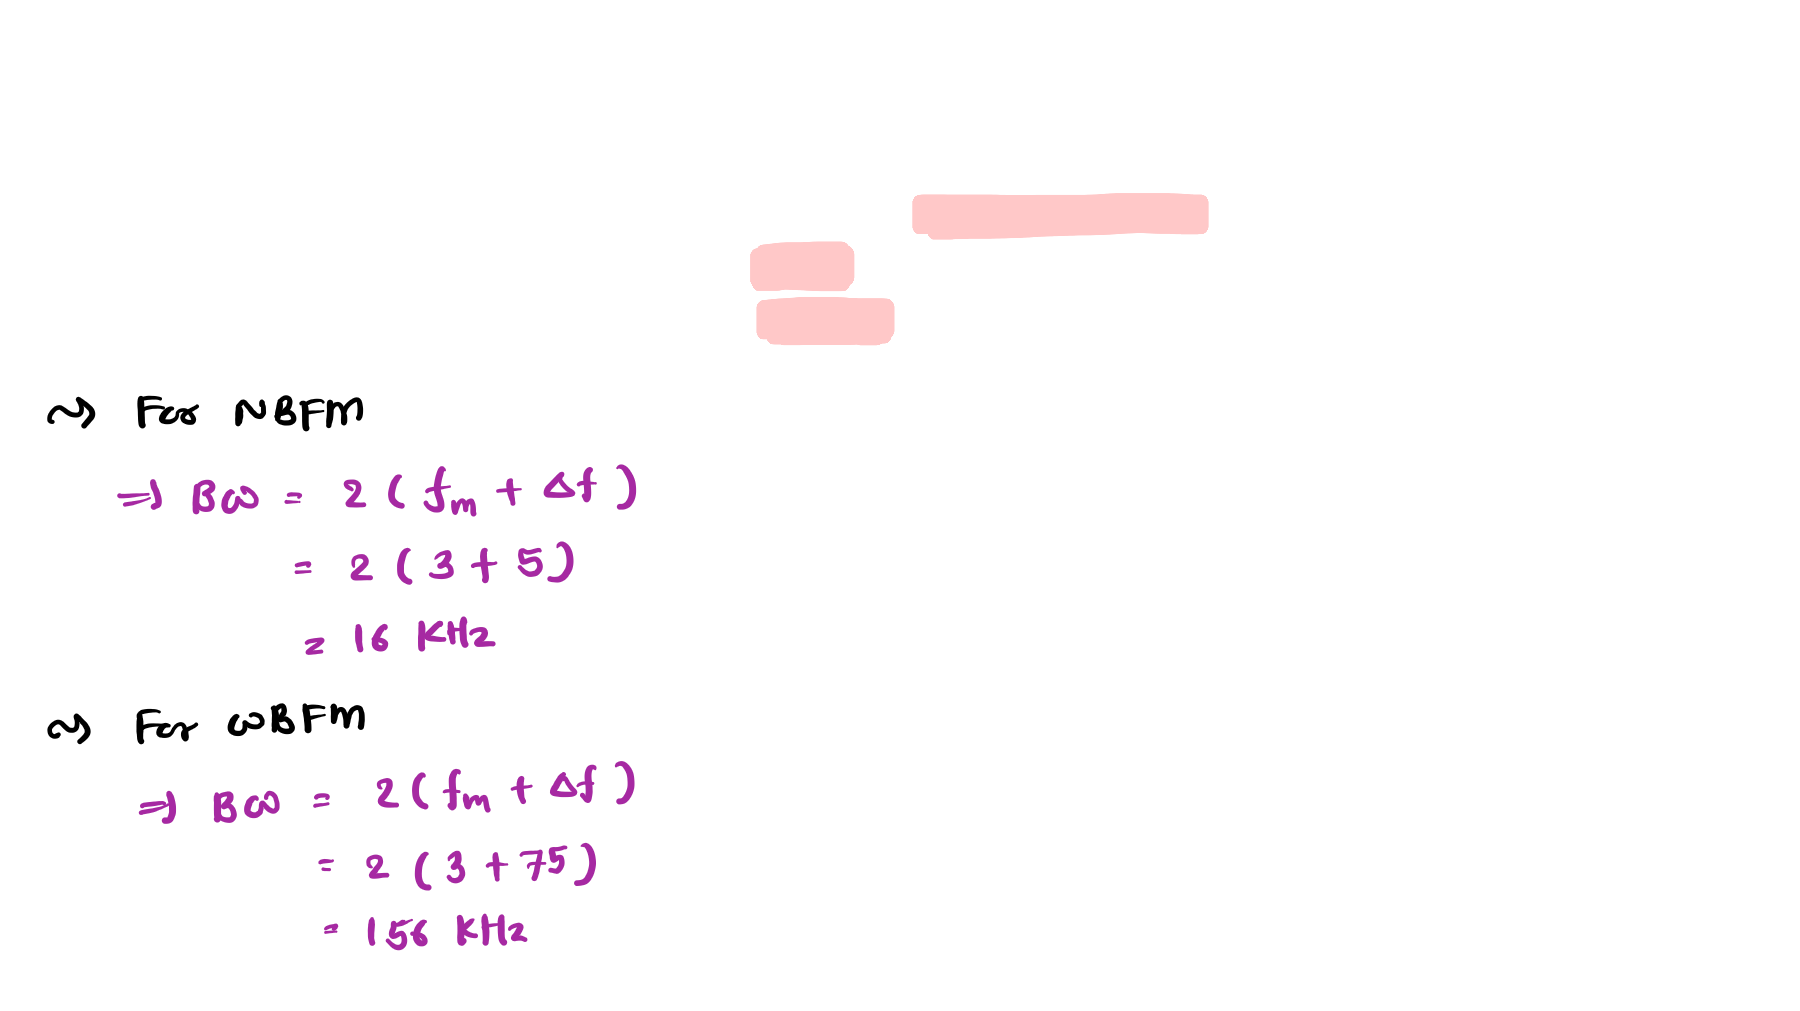 ~> For NBFM
=> BW = 2 ( fm + Δf )
= 2 ( 3 + 5 )
= 16 KHz
~> For WBFM
=> BW = 2 ( fm + Δf )
= 2 ( 3 + 75 )
= 156 KHz